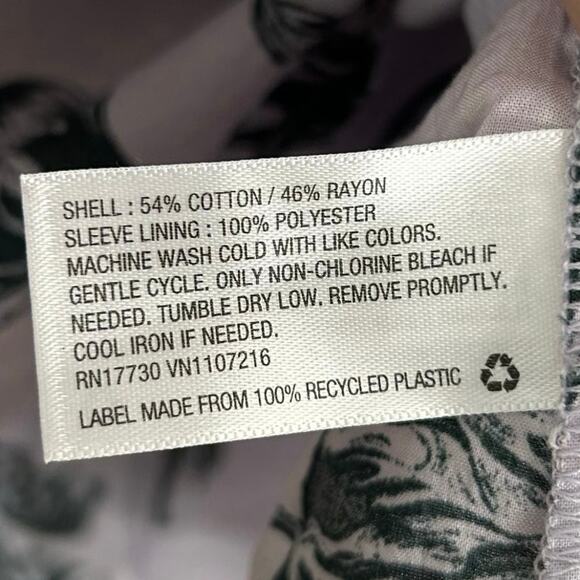 SHELL : 54% COTTON / 46% RAYON
SLEEVE LINING : 100% POLYESTER
MACHINE WASH COLD WITH LIKE COLORS.
GENTLE CYCLE. ONLY NON-CHLORINE BLEACH IF
NEEDED. TUMBLE DRY LOW. REMOVE PROMPTLY.
COOL IRON IF NEEDED.
RN17730 VN1107216
LABEL MADE FROM 100% RECYCLED PLASTIC